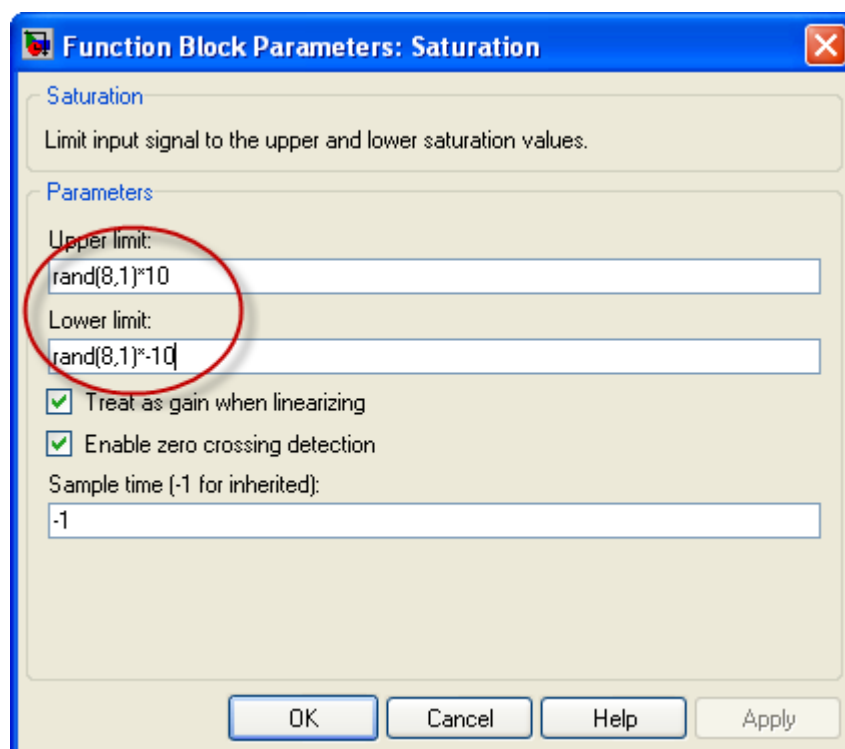 Function Block Parameters: Saturation
Saturation
Limit input signal to the upper and lower saturation values.
Parameters
Upper limit:
rand(8,1)*10
Lower limit:
rand(8,1)*-10
Treat as gain when linearizing
Enable zero crossing detection
Sample time (-1 for inherited):
-1
OK Cancel Help Apply